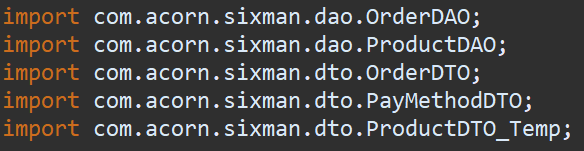 import com.acorn.sixman.dao.OrderDAO;
import com.acorn.sixman.dao.ProductDAO;
import com.acorn.sixman.dto.OrderDTO;
import com.acorn.sixman.dto.PayMethodDTO;
import com.acorn.sixman.dto.ProductDTO_Temp;